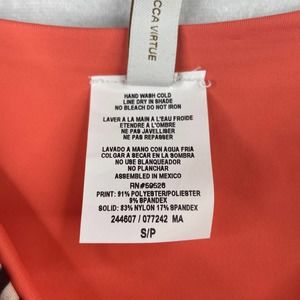 CCA VIRTUE
HAND WASH COLD
LINE DRY IN SHADE
NO BLEACH DO NOT IRON
LAVER A LA MAIN A L'EAU FROIDE
ETENDRE A L'OMBRE
NE PAS JAVELLISER
NE PAS REPASSER
LAVADO A MANO CON AQUA FRIA
COLGAR A SECAR EN LA SOMBRA
NO USE BLANQUEADOR
NO PLANCHAR
ASSEMBLED IN MEXICO
RN#59526
PRINT: 91% POLYESTER/POLIESTER
9% SPANDEX
SOLID: 83% NYLON 17% SPANDEX
244607 / 077242 MA
S/P